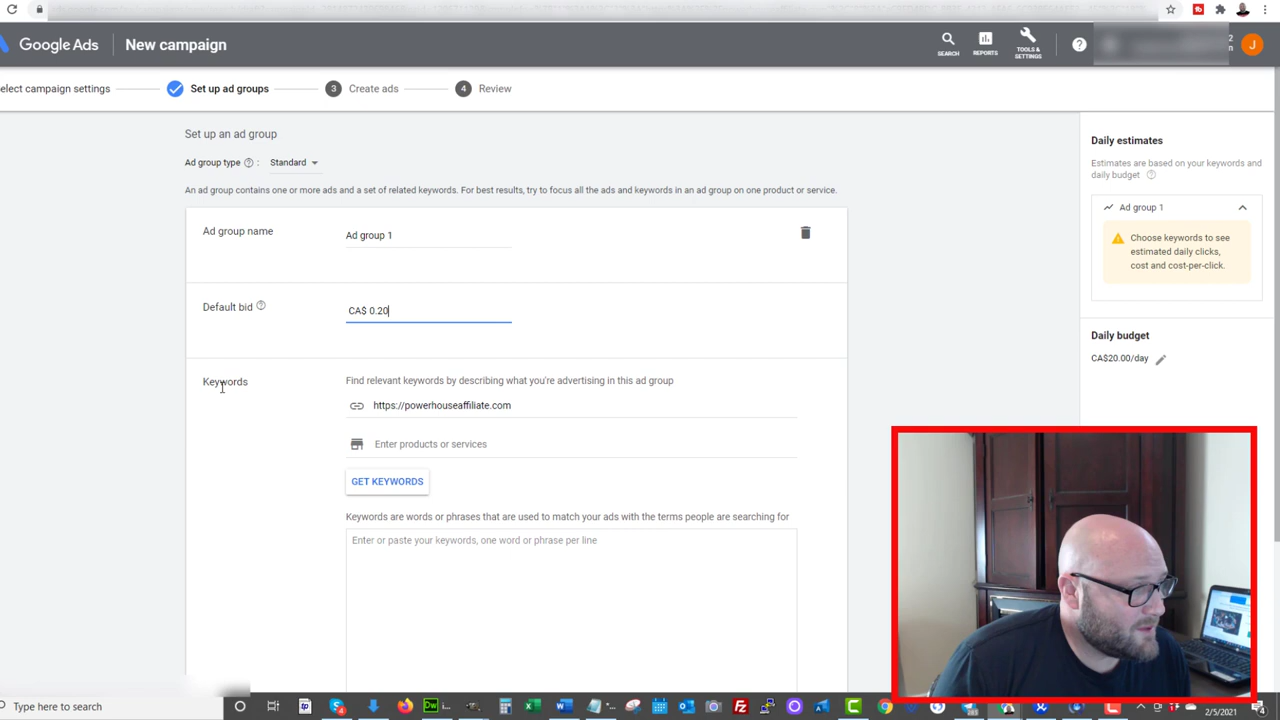 Google Ads
New campaign
SEARCH
REPORTS
TOOLS &
SETTINGS
?
2
J
elect campaign settings
Set up ad groups
3
Create ads
4
Review
Set up an ad group
Ad group type ? :
Standard
An ad group contains one or more ads and a set of related keywords. For best results, try to focus all the ads and keywords in an ad group on one product or service.
Ad group name
Ad group 1
Default bid ?
CA$ 0.20
Keywords
Find relevant keywords by describing what you're advertising in this ad group
https://powerhouseaffiliate.com
Enter products or services
GET KEYWORDS
Keywords are words or phrases that are used to match your ads with the terms people are searching for
Enter or paste your keywords, one word or phrase per line
Daily estimates
Estimates are based on your keywords and
daily budget ?
Ad group 1
Choose keywords to see
estimated daily clicks,
cost and cost-per-click.
Daily budget
CA$20.00/day
Type here to search
2/5/2021